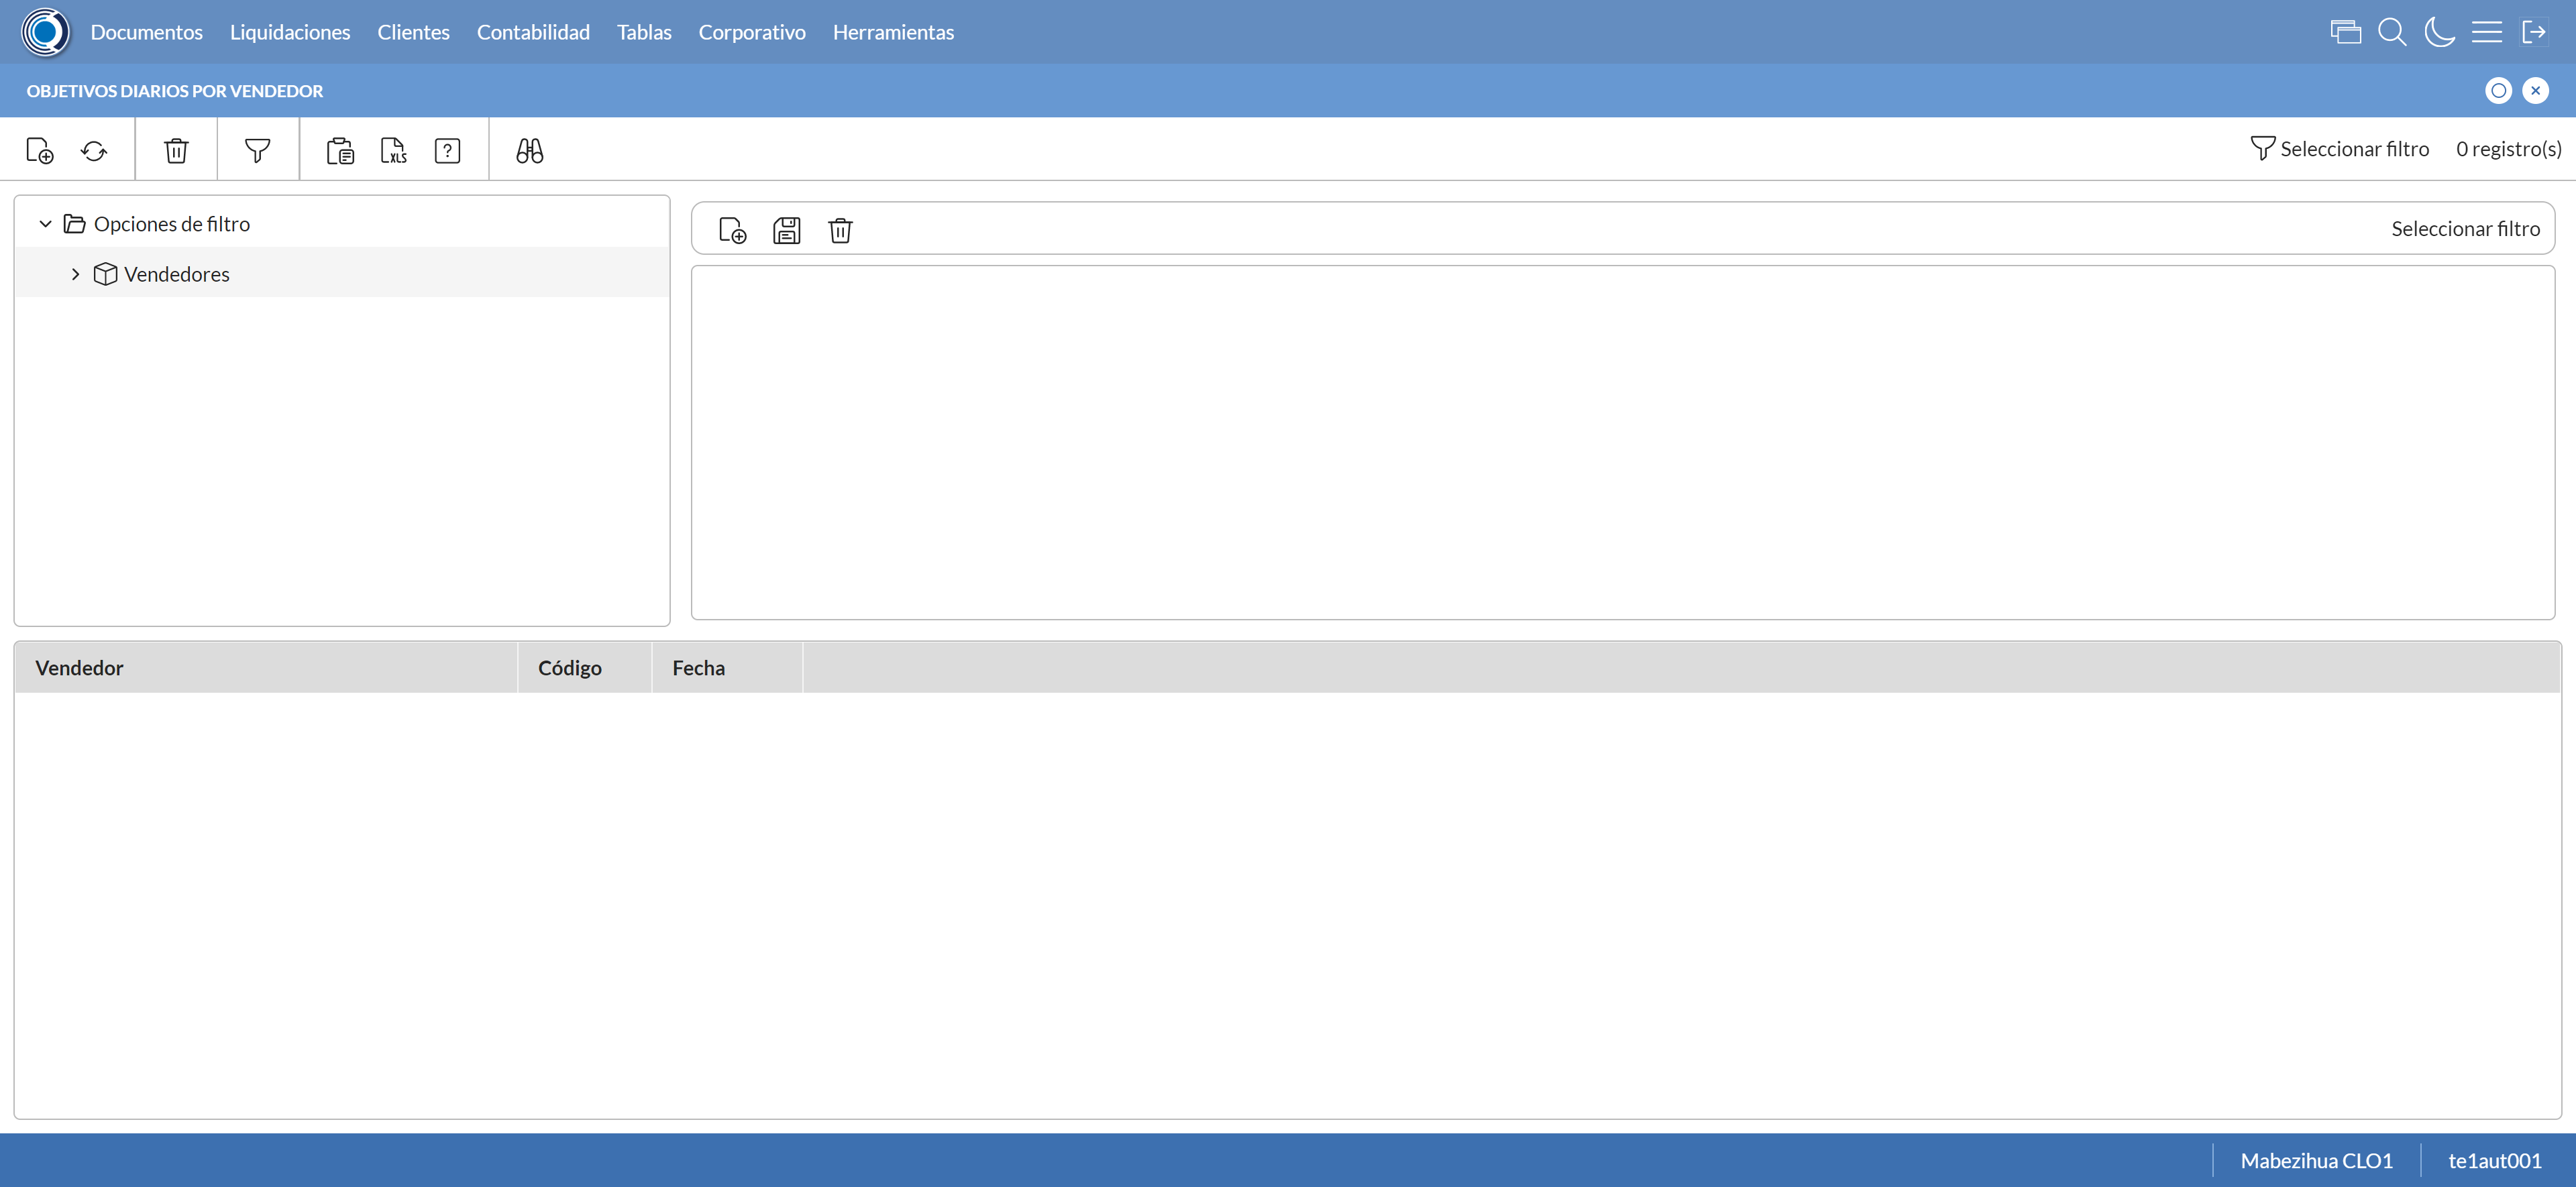 Documentos Liquidaciones Clientes Contabilidad Tablas Corporativo Herramientas
OBJETIVOS DIARIOS POR VENDEDOR
XLS ? Seleccionar filtro 0 registro(s)
Opciones de filtro
Vendedores
Seleccionar filtro
Vendedor Código Fecha
Mabezihua CLO1 te1aut001